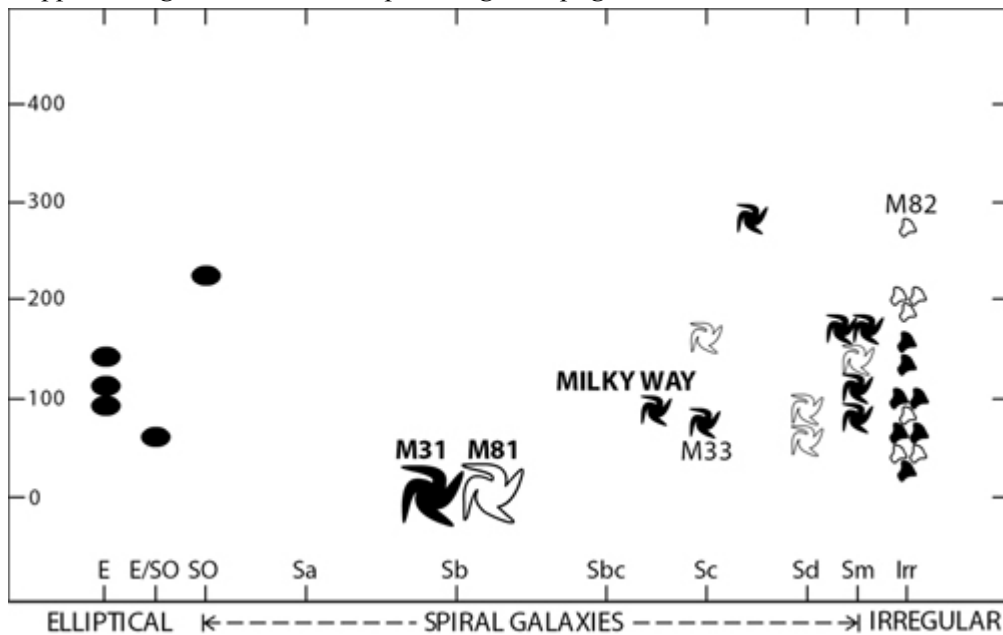 400
300
M82
200
MILKY WAY
100
M31 M81 M33
0
E E/SO SO Sa Sb Sbc Sc Sd Sm Irr
ELLIPTICAL SPIRAL GALAXIES IRREGULAR